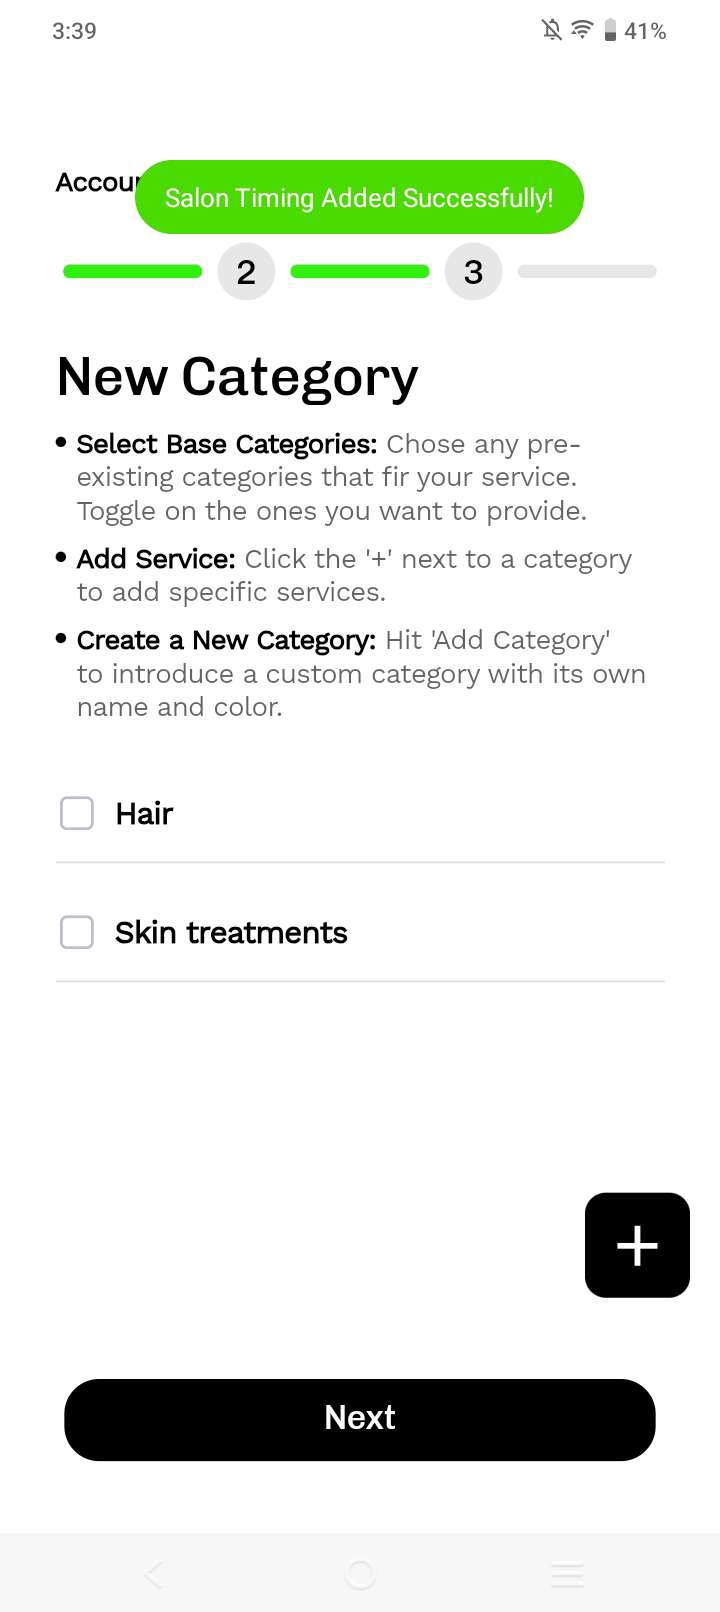 3:39
41%
Salon Timing Added Successfully!
2
3
New Category
• Select Base Categories: Chose any pre-
existing categories that fir your service.
Toggle on the ones you want to provide.
• Add Service: Click the '+' next to a category
to add specific services.
• Create a New Category: Hit 'Add Category'
to introduce a custom category with its own
name and color.
Hair
Skin treatments
+
Next